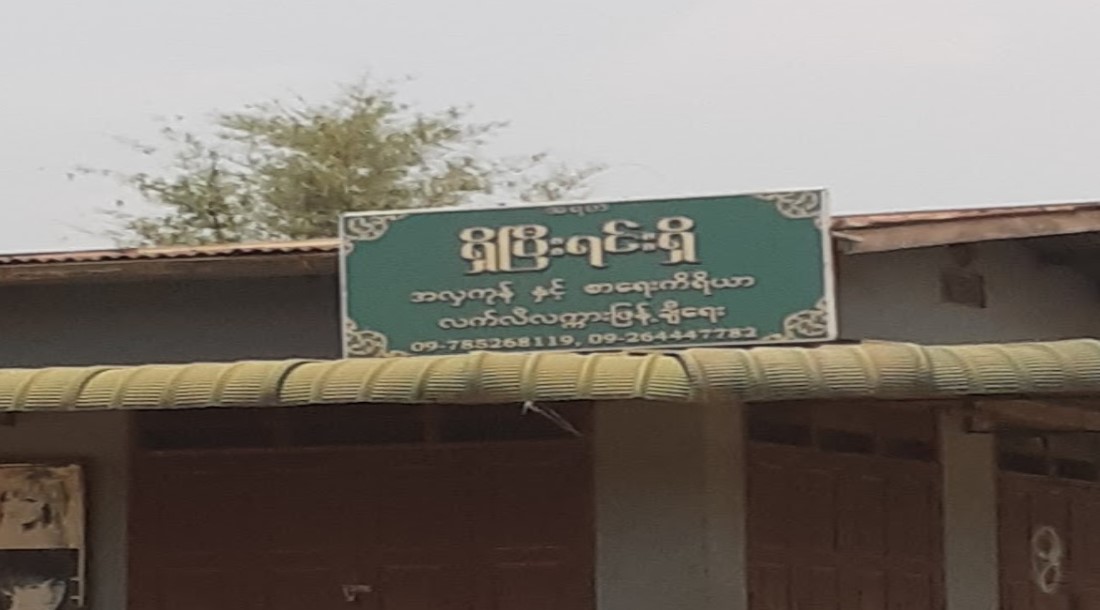 ရှိပြီးရင်းရှိ
အလှကုန် နှင့် စာရေးကိရိယာ
လက်လီလက္ကားဖြန့်ချီရေး
09-785268119, 09-264447782